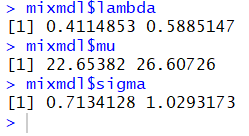 > mixmdl$lambda
[1] 0.4114853 0.5885147
> mixmdl$mu
[1] 22.65382 26.60726
> mixmdl$sigma
[1] 0.7134128 1.0293173
>